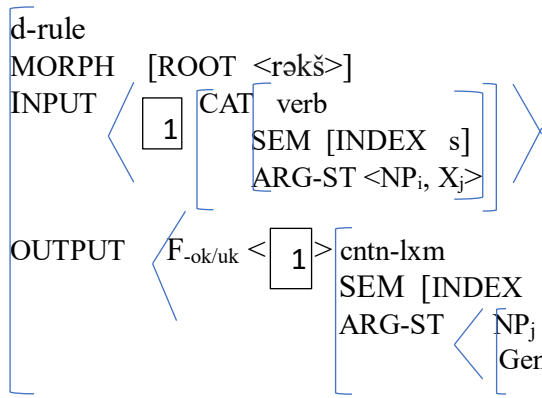 d-rule
MORPH [ROOT <rəkš>]
INPUT 1 CAT verb
SEM [INDEX s]
ARG-ST <NPi, Xj>
OUTPUT F-ok/uk < 1 > cntn-lxm
SEM [INDEX
ARG-ST NPj
Gen